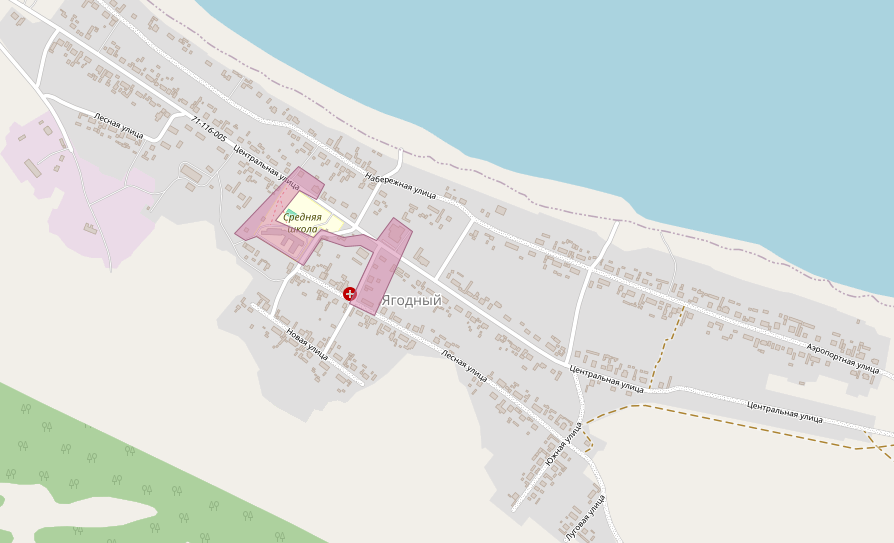 Лесная улица
71-116-005
Центральная улица
Набережная улица
Средняя
школа
Ягодный
Новая улица
Лесная улица
Аэропортная улица
Центральная улица
Центральная улица
Южная улица
Луговая улица